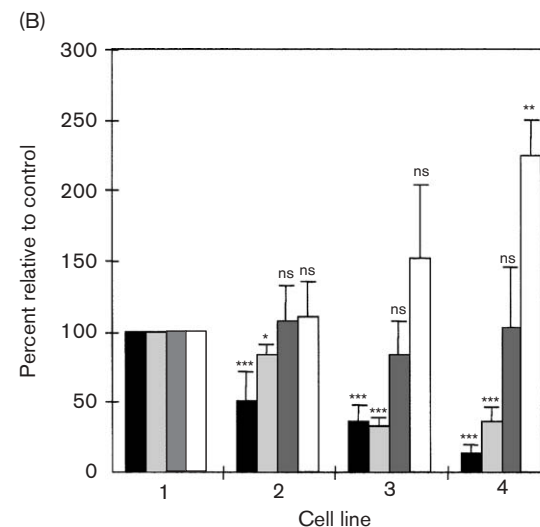 (B)
300
250
200
150
100
50
0
Percent relative to control
***
*
ns
ns
***
***
ns
ns
***
***
ns
**
1 2 3 4
Cell line